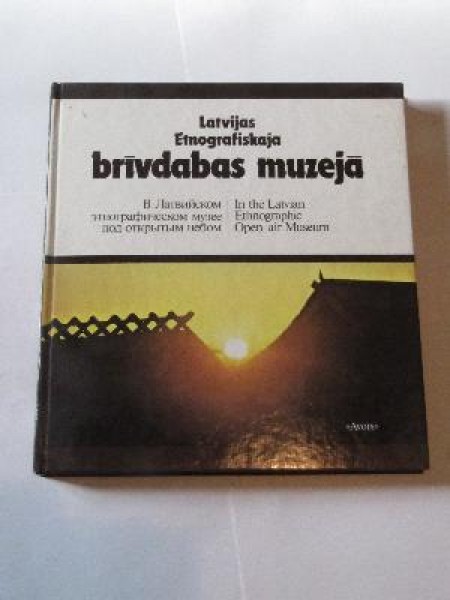 Latvijas
Etnogrāfiskajā
brīvdabas muzejā
В Латвийском
этнографическом музее
под открытым небом
In the Latvian
Ethnographic
Open-air Museum
«Avots»